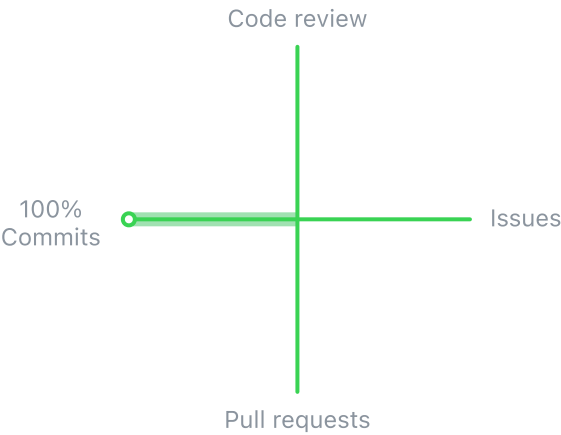 Code review
100%
Commits
Issues
Pull requests